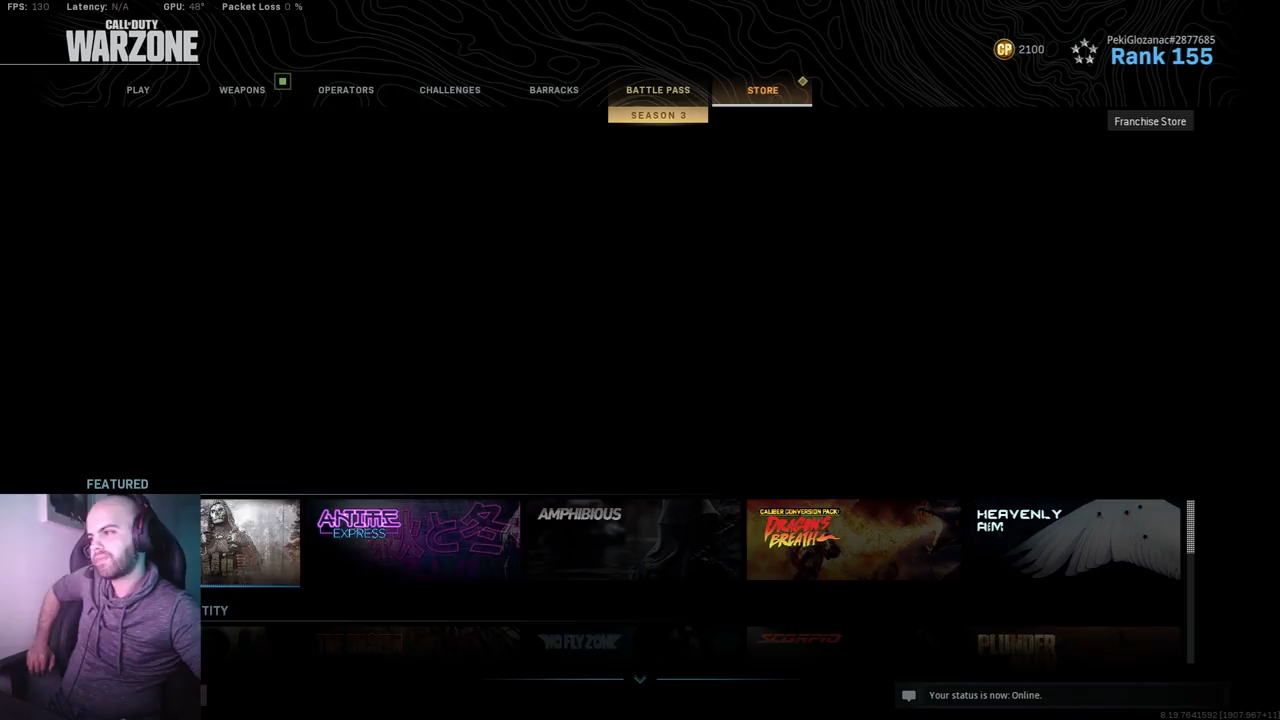 FPS: 130 Latency: N/A GPU: 48° Packet Loss 0 %
CALL OF DUTY
WARZONE
CP 2100
PekiGlozanac#2877685
Rank 155
PLAY WEAPONS OPERATORS CHALLENGES BARRACKS BATTLE PASS STORE
SEASON 3
Franchise Store
FEATURED
ANIME
EXPRESS
AMPHIBIOUS
CALIBER CONVERSION PACK!
DRAGON'S
BREATH
HEAVENLY
AIM
TITY
NO FLY ZONE
SCORPIO
PLUNDER
Your status is now: Online.